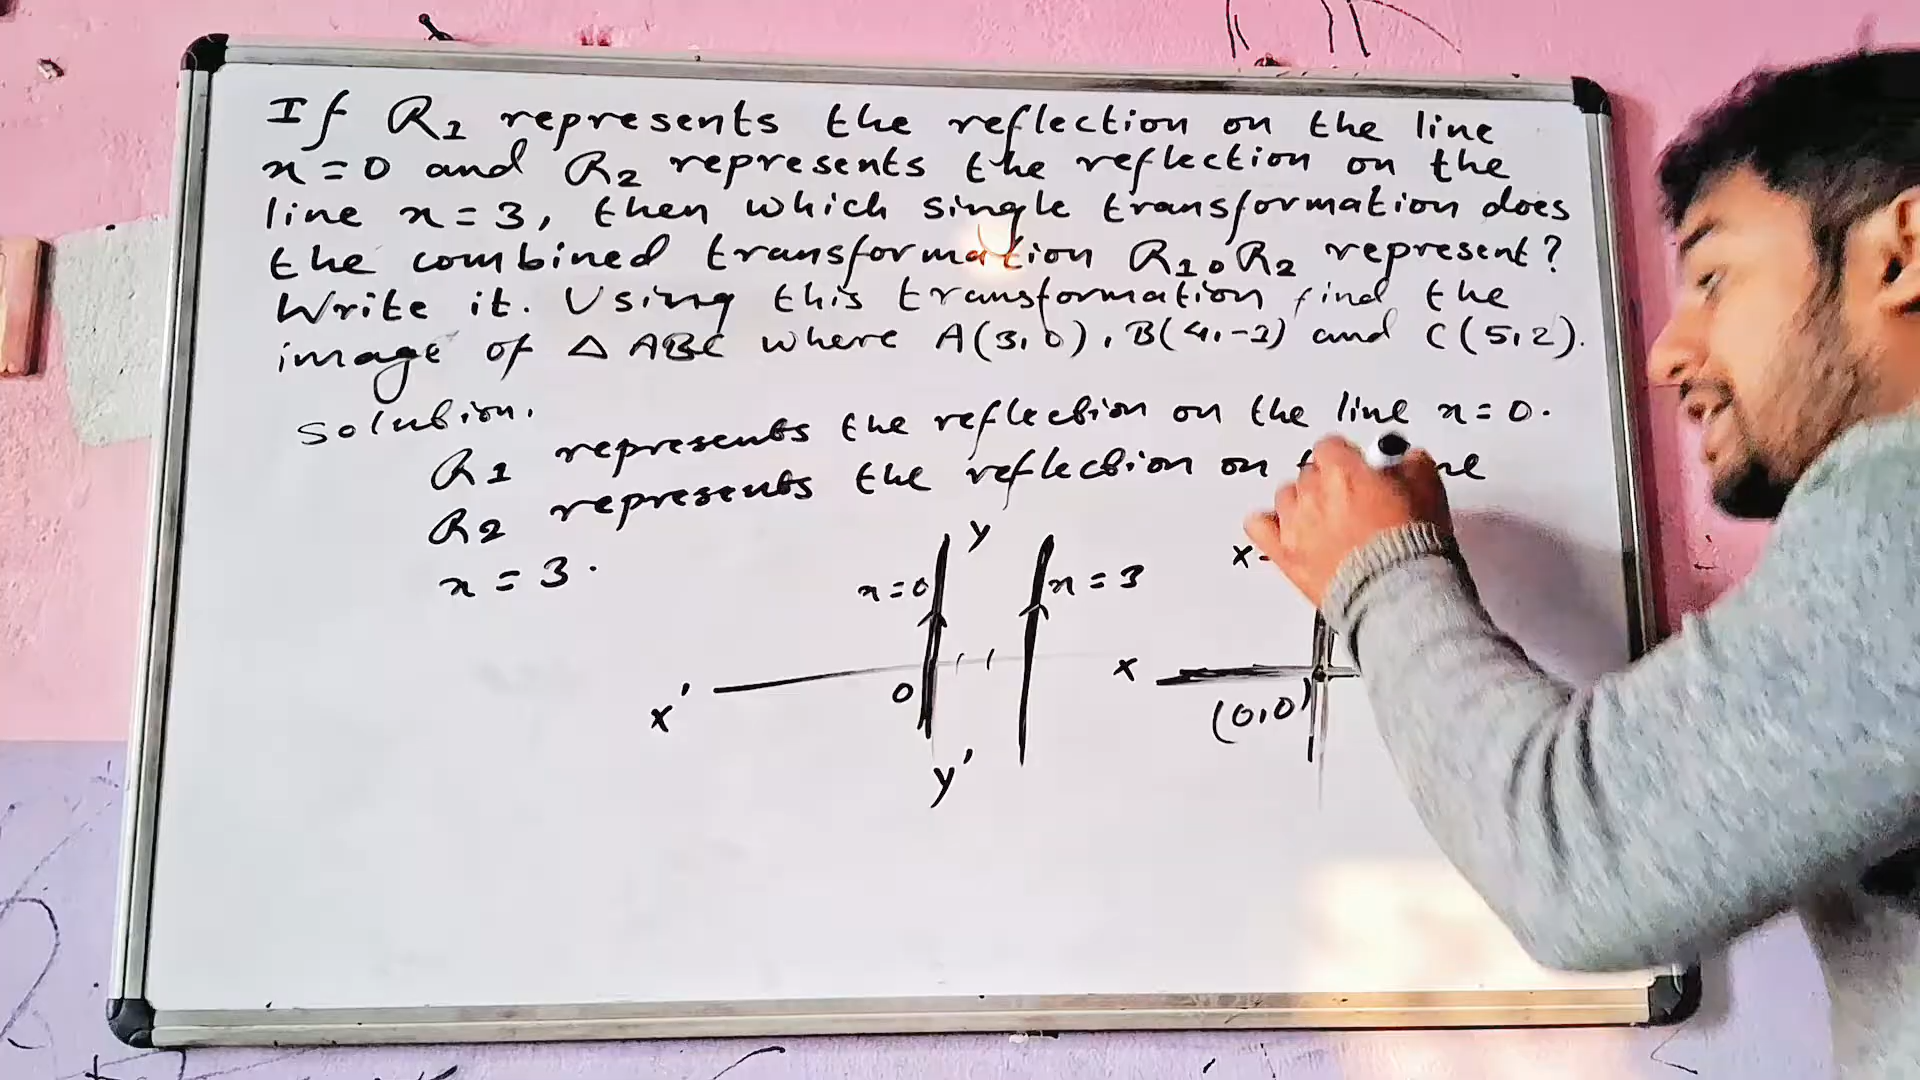 If R1 represents the reflection on the line
x=0 and R2 represents the reflection on the
line x=3, then which single transformation does
the combined transformation R1oR2 represent?
Write it. Using this transformation find the
image of △ABC where A(3,0), B(4,-1) and C(5,2).
Solution.
R1 represents the reflection on the line x=0.
R2 represents the reflection on
x=3.
y
x=0
x=3
x-
x
x'
0
(0,0)
y'